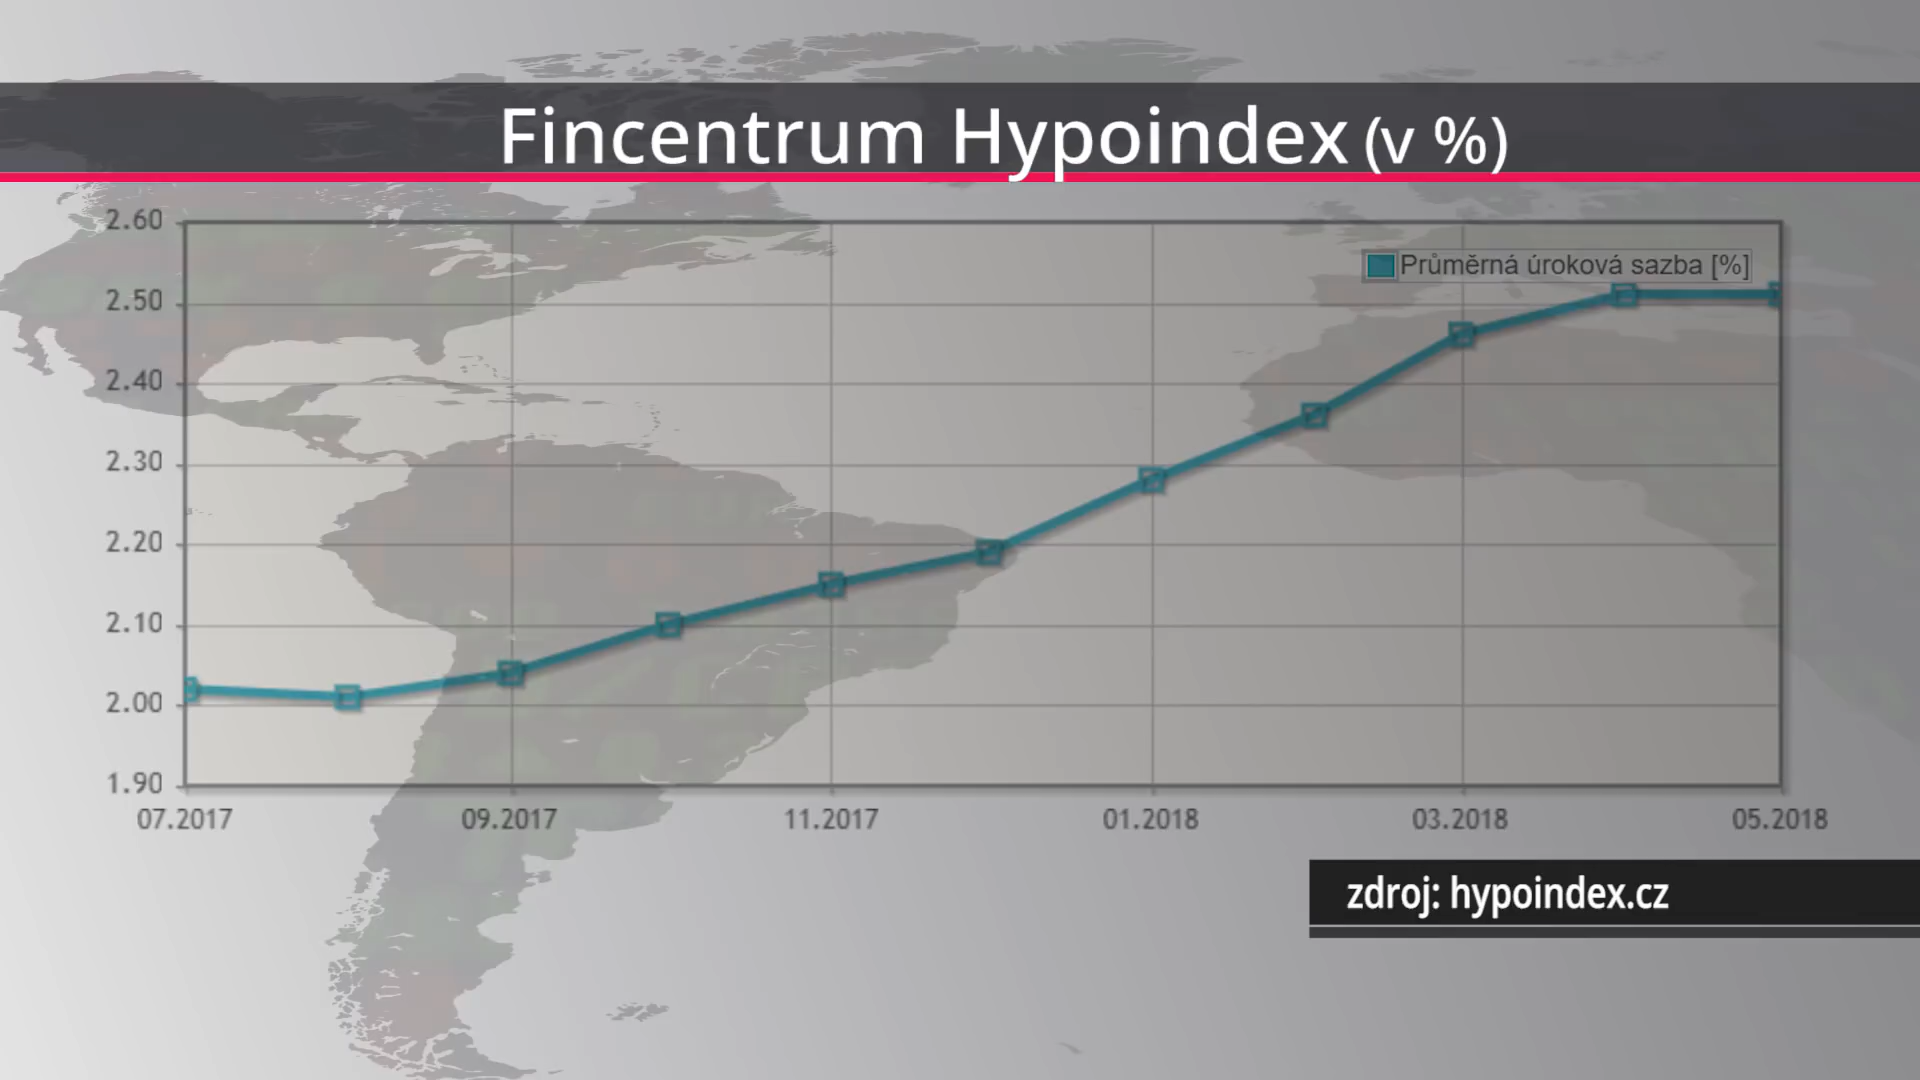 Fincentrum Hypoindex (v %)
2.60
Průměrná úroková sazba [%]
2.50
2.40
2.30
2.20
2.10
2.00
1.90
07.2017 09.2017 11.2017 01.2018 03.2018 05.2018
zdroj: hypoindex.cz